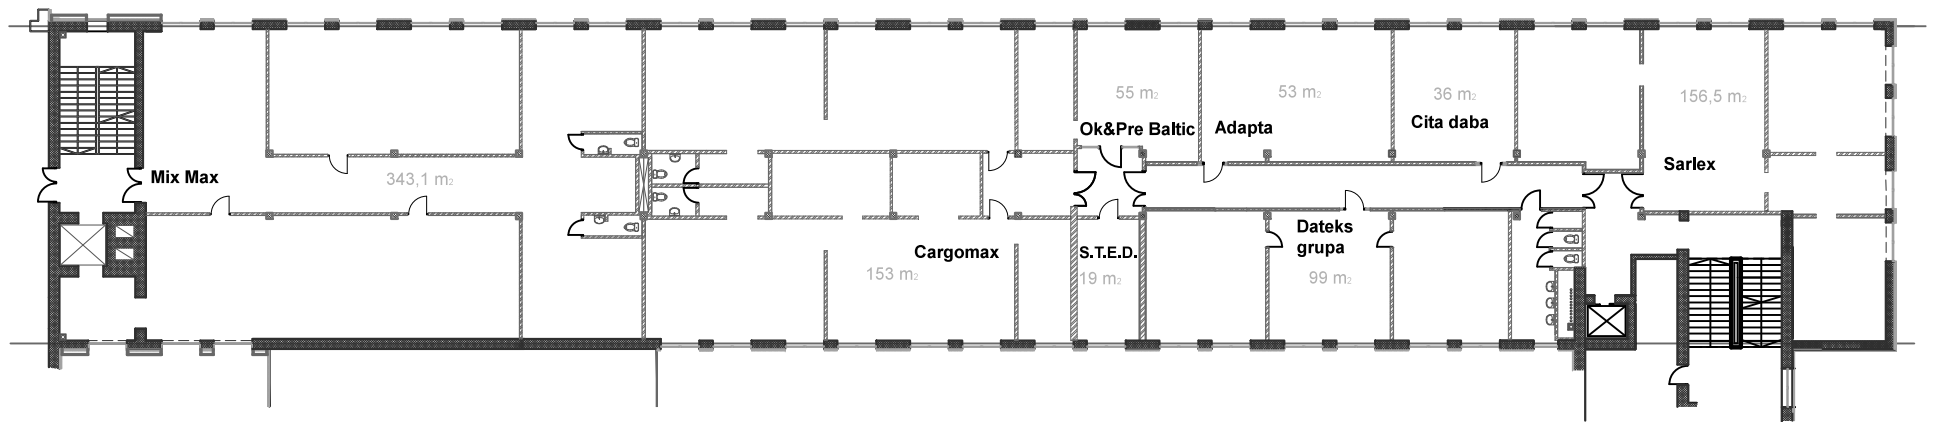 55 m2
53 m2
36 m2
156,5 m2
Ok&Pre Baltic
Adapta
Cita daba
Sarlex
Mix Max
343,1 m2
Cargomax
153 m2
S.T.E.D.
19 m2
Dateks
grupa
99 m2